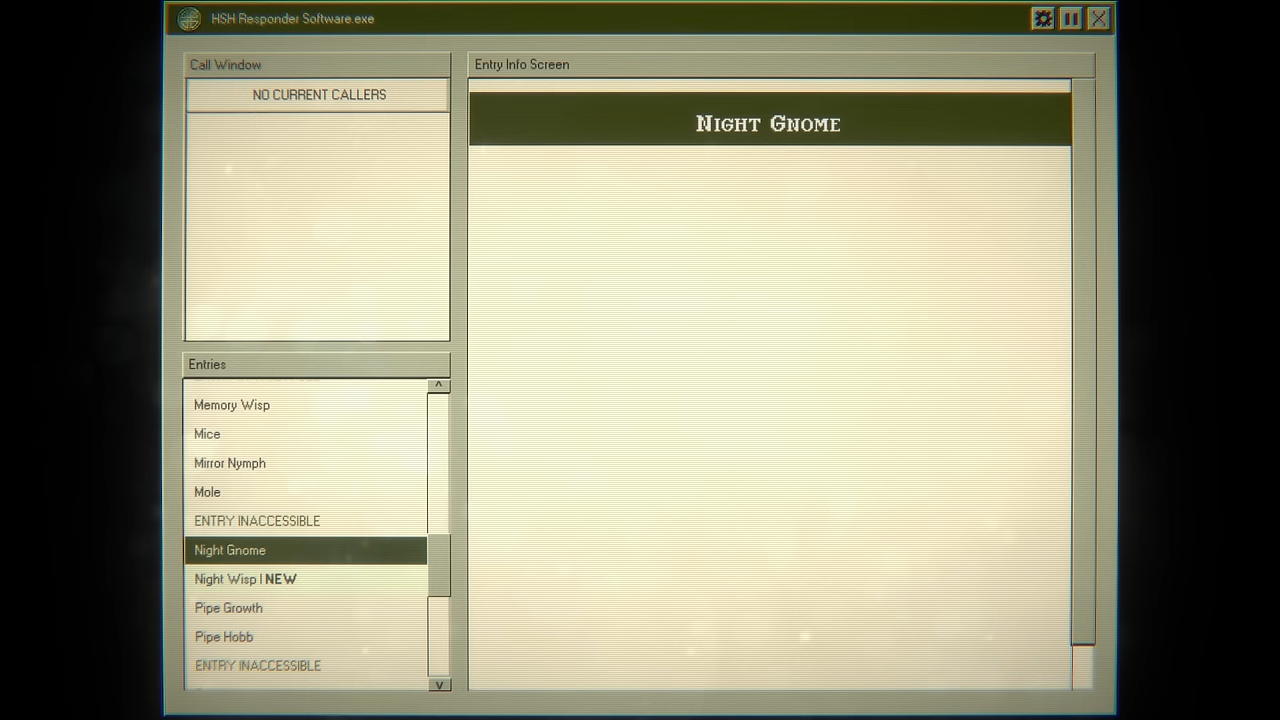 HSH Responder Software.exe
Call Window
NO CURRENT CALLERS
Entries
Memory Wisp
Mice
Mirror Nymph
Mole
ENTRY INACCESSIBLE
Night Gnome
Night Wisp | NEW
Pipe Growth
Pipe Hobb
ENTRY INACCESSIBLE
Entry Info Screen
Night Gnome